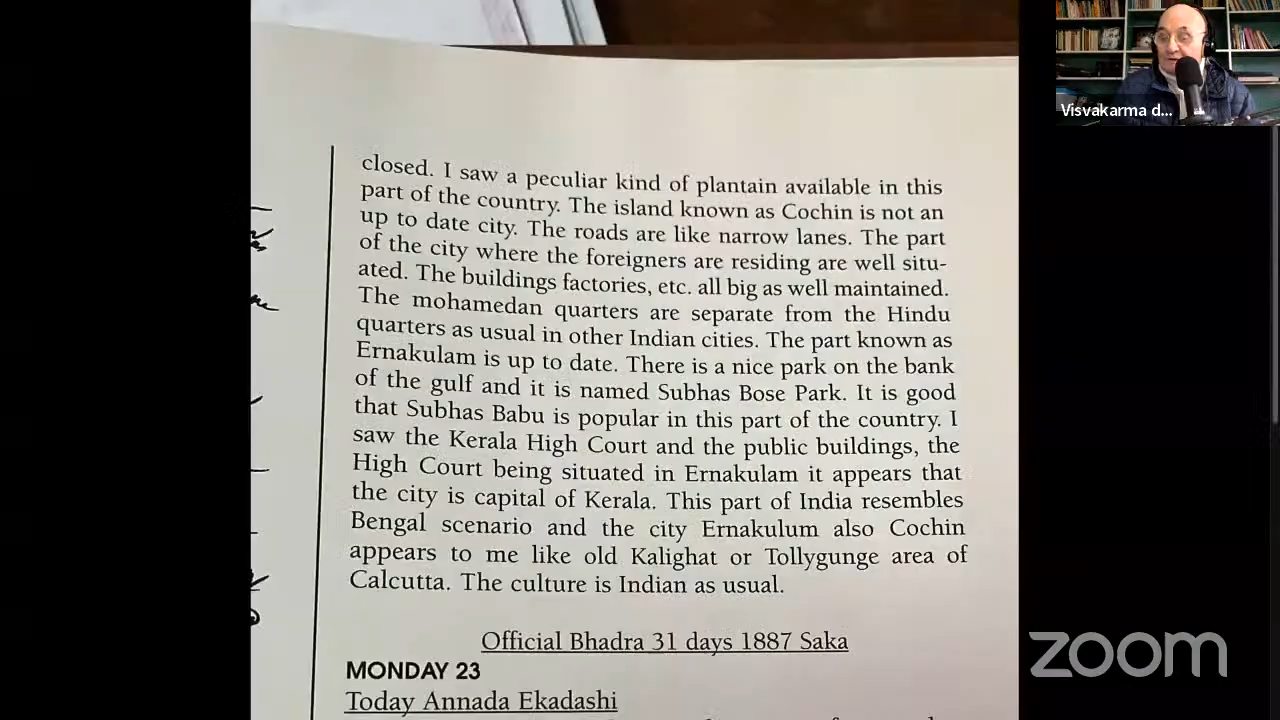 Visvakarma d...
closed. I saw a peculiar kind of plantain available in this
part of the country. The island known as Cochin is not an
up to date city. The roads are like narrow lanes. The part
of the city where the foreigners are residing are well situ-
ated. The buildings factories, etc. all big as well maintained.
The mohamedan quarters are separate from the Hindu
quarters as usual in other Indian cities. The part known as
Ernakulam is up to date. There is a nice park on the bank
of the gulf and it is named Subhas Bose Park. It is good
that Subhas Babu is popular in this part of the country. I
saw the Kerala High Court and the public buildings, the
High Court being situated in Ernakulam it appears that
the city is capital of Kerala. This part of India resembles
Bengal scenario and the city Ernakulum also Cochin
appears to me like old Kalighat or Tollygunge area of
Calcutta. The culture is Indian as usual.
Official Bhadra 31 days 1887 Saka
MONDAY 23
Today Annada Ekadashi
zoom